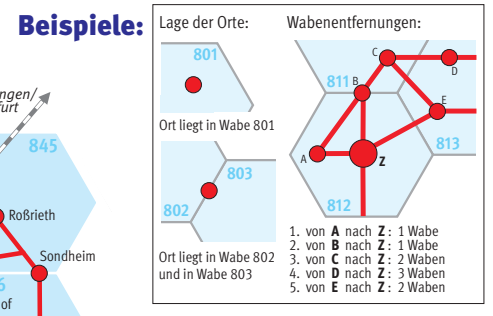 Beispiele:
Lage der Orte:
801
Ort liegt in Wabe 801
803
802
Ort liegt in Wabe 802
und in Wabe 803
Wabenentfernungen:
C
D
811
B
E
A
Z
813
812
1. von A nach Z: 1 Wabe
2. von B nach Z: 1 Wabe
3. von C nach Z: 2 Waben
4. von D nach Z: 3 Waben
5. von E nach Z: 2 Waben
ngen/
furt
845
Roßrieth
Sondheim
6
of